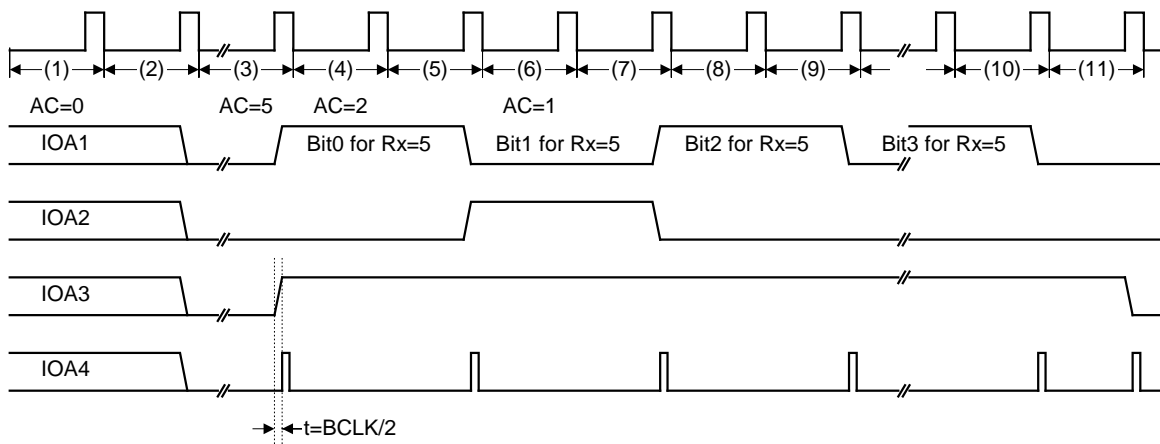 (1) (2) (3) (4) (5) (6) (7) (8) (9) (10) (11)
AC=0 AC=5 AC=2 AC=1
IOA1 Bit0 for Rx=5 Bit1 for Rx=5 Bit2 for Rx=5 Bit3 for Rx=5
IOA2
IOA3
IOA4
t=BCLK/2